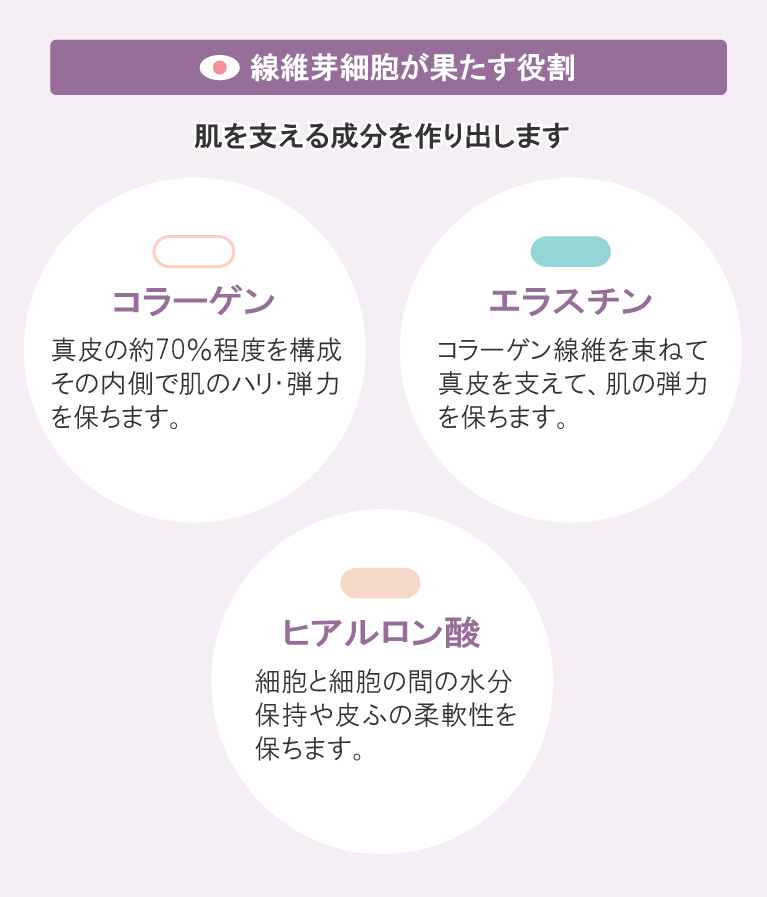 線維芽細胞が果たす役割
肌を支える成分を作り出します
コラーゲン
真皮の約70%程度を構成
その内側で肌のハリ・弾力
を保ちます。
エラスチン
コラーゲン線維を束ねて
真皮を支えて、肌の弾力
を保ちます。
ヒアルロン酸
細胞と細胞の間の水分
保持や皮ふの柔軟性を
保ちます。